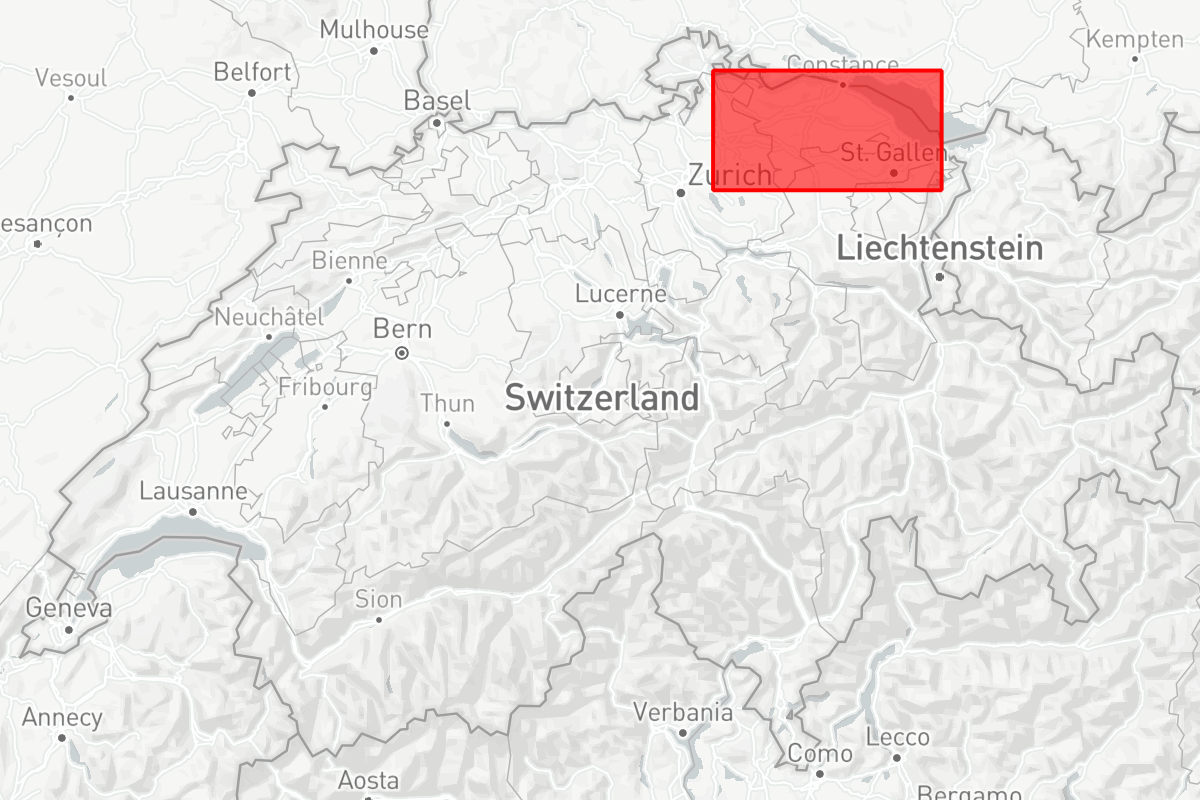 Mulhouse
Kempten
Vesoul
Belfort
Constance
Basel
St. Gallen
Zurich
esançon
Liechtenstein
Bienne
Lucerne
Neuchâtel
Bern
Fribourg
Thun
Switzerland
Lausanne
Sion
Geneva
Annecy
Verbania
Como
Lecco
Aosta
Bergamo